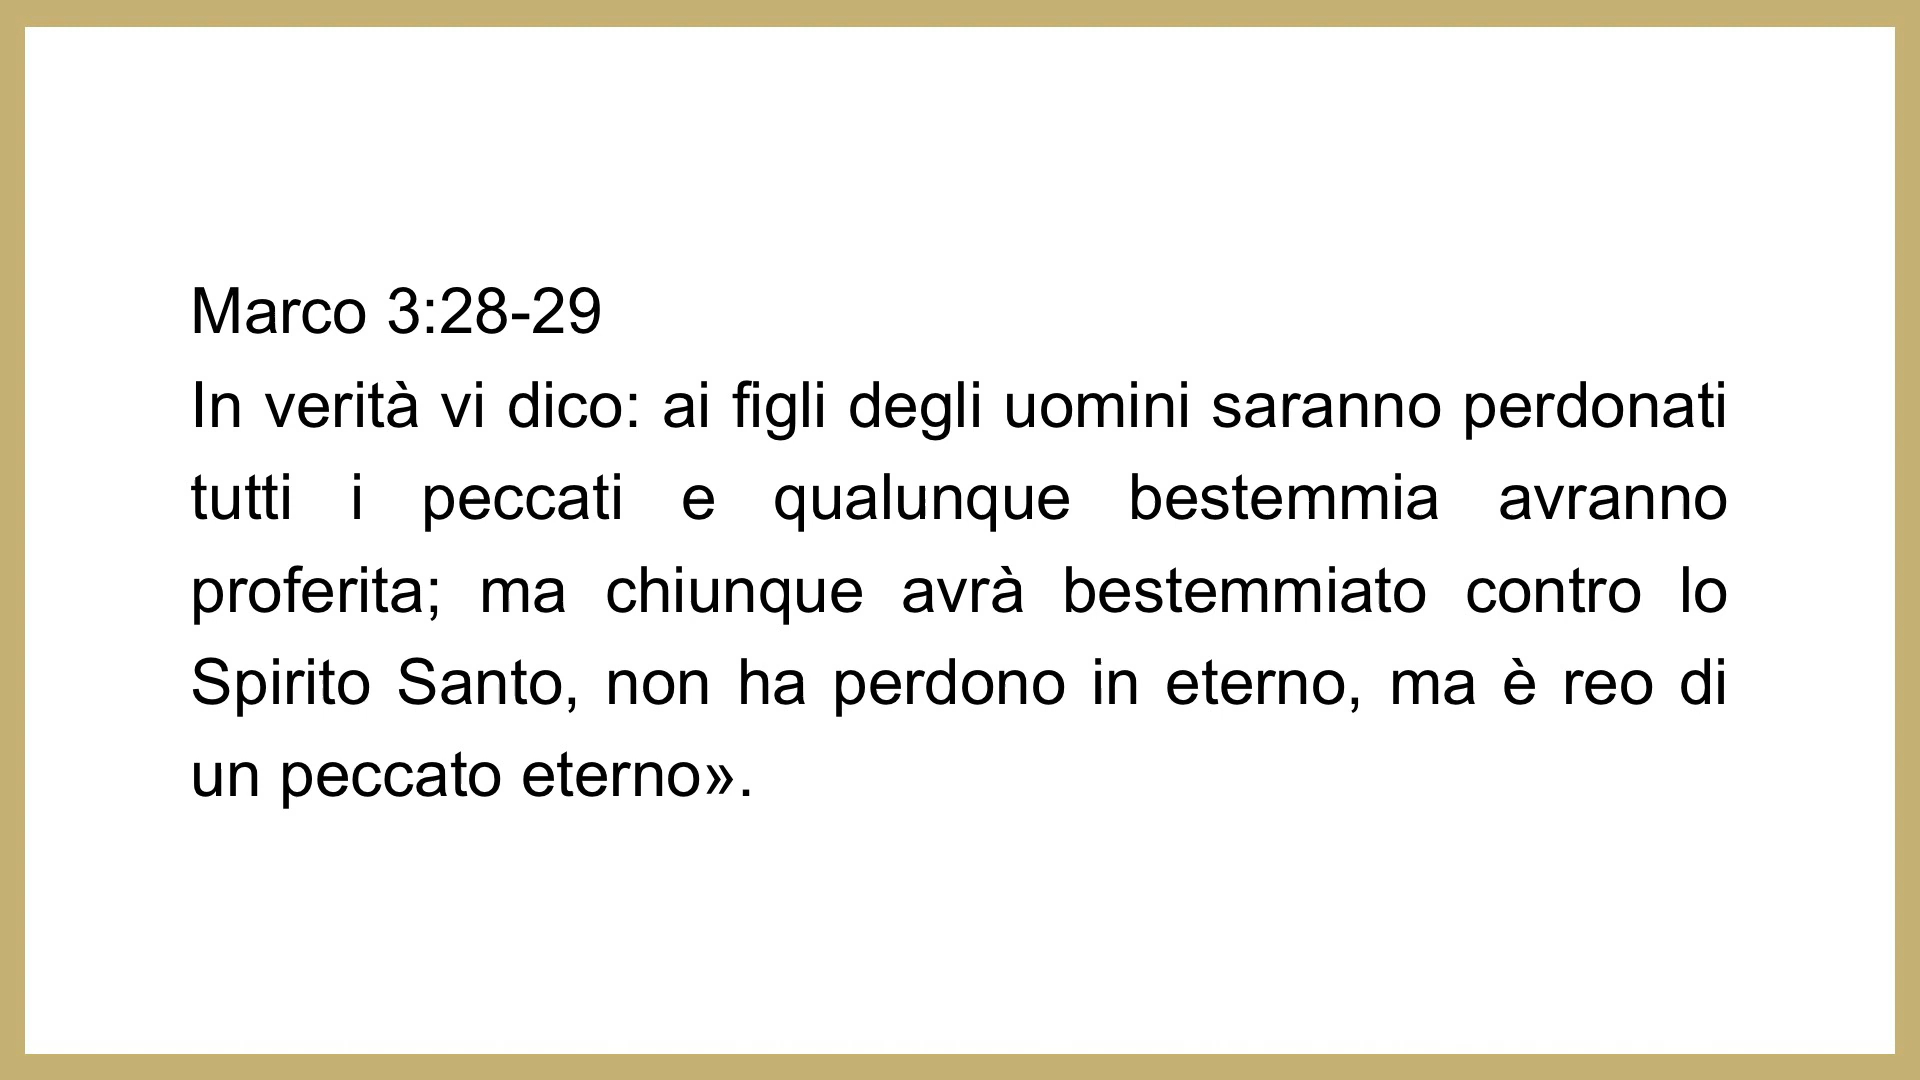 Marco 3:28-29
In verità vi dico: ai figli degli uomini saranno perdonati
tutti i peccati e qualunque bestemmia avranno
proferita; ma chiunque avrà bestemmiato contro lo
Spirito Santo, non ha perdono in eterno, ma è reo di
un peccato eterno».